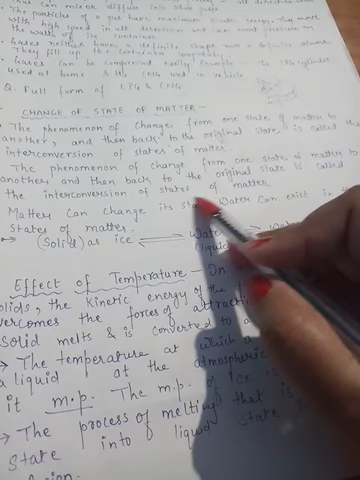 that can mix or diffuse into other gases
The particles of a gas have maximum kinetic energy. They move
with high speed in all direction and can exert pressure on
the walls of its container
Gases neither have a definite shape nor a definite volume.
They fill up the container completely.
Gases can be compressed easily Example
used at home & the CNG used in vehicle
Q. Full form of LPG & CNG
CHANGE OF STATE OF MATTER -
The phenomenon of change from one state of matter to
another, and then back to the original state is called the
interconversion of states of matter.
The phenomenon of change from one state of matter to
another and then back to the original state is called
the interconversion of states of matter
Matter can change its state Water can exist in
states of matter.
(Solid) as ice ⇌ Water
liquid
Effect of Temperature - On
solids, the kinetic energy of the
overcomes the forces of attraction
Solid melts & is converted to a
→ The temperature at which a
a liquid at the atmospheric
it m.p. The m.p. of ice is
→ The process of melting that is
State into liquid state